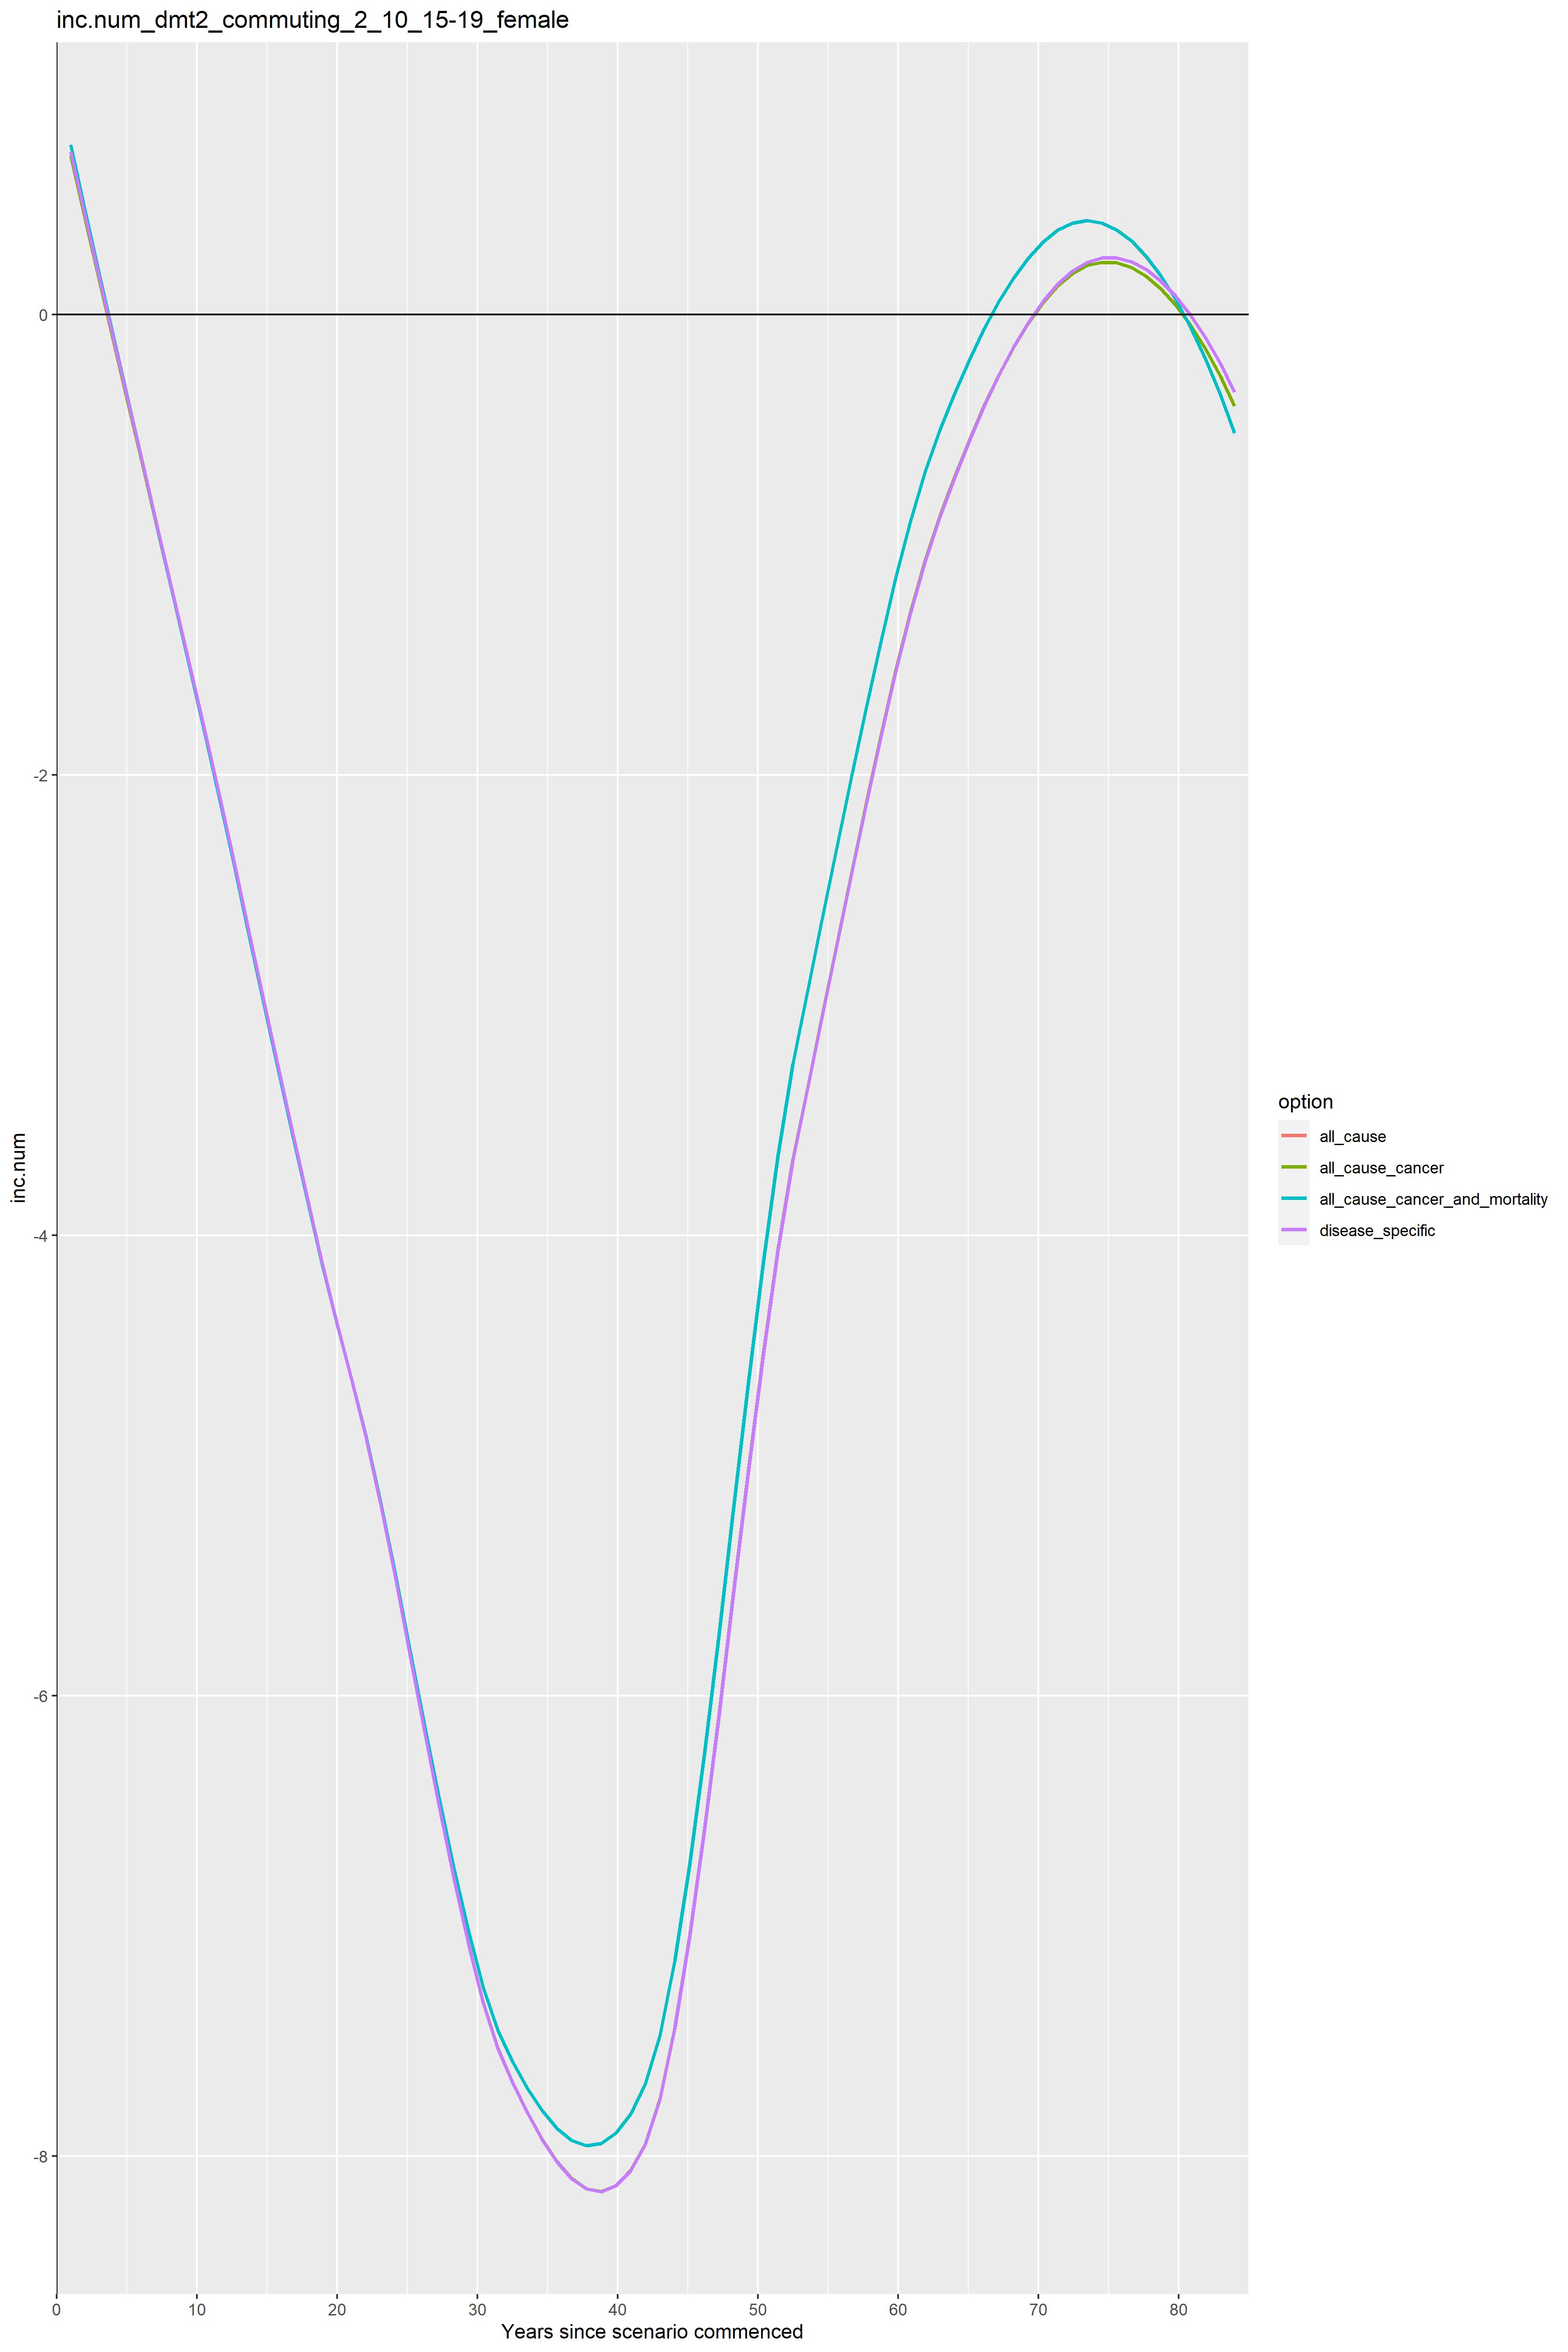 inc.num_dmt2_commuting_2_10_15-19_female
0
-2
-4
-6
-8
inc.num
0 10 20 30 40 50 60 70 80
Years since scenario commenced
option
all_cause
all_cause_cancer
all_cause_cancer_and_mortality
disease_specific